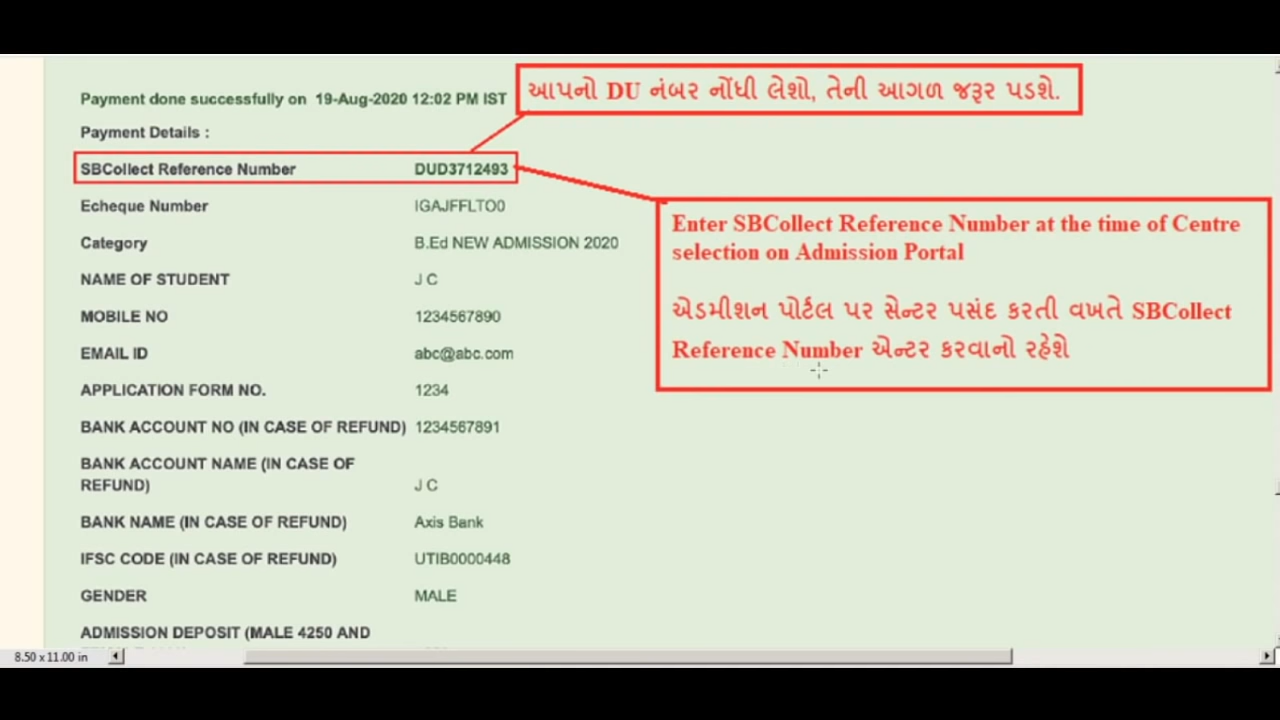 Payment done successfully on 19-Aug-2020 12:02 PM IST
આપનો DU નંબર નોંધી લેશો, તેની આગળ જરૂર પડશે.
Payment Details :
SBCollect Reference Number DUD3712493
Echeque Number IGAJFFLTO0
Category B.Ed NEW ADMISSION 2020
NAME OF STUDENT J C
MOBILE NO 1234567890
EMAIL ID abc@abc.com
APPLICATION FORM NO. 1234
BANK ACCOUNT NO (IN CASE OF REFUND) 1234567891
BANK ACCOUNT NAME (IN CASE OF
REFUND) J C
BANK NAME (IN CASE OF REFUND) Axis Bank
IFSC CODE (IN CASE OF REFUND) UTIB0000448
GENDER MALE
ADMISSION DEPOSIT (MALE 4250 AND
Enter SBCollect Reference Number at the time of Centre
selection on Admission Portal
એડમીશન પોર્ટલ પર સેન્ટર પસંદ કરતી વખતે SBCollect
Reference Number એન્ટર કરવાનો રહેશે
8.50 x 11.00 in